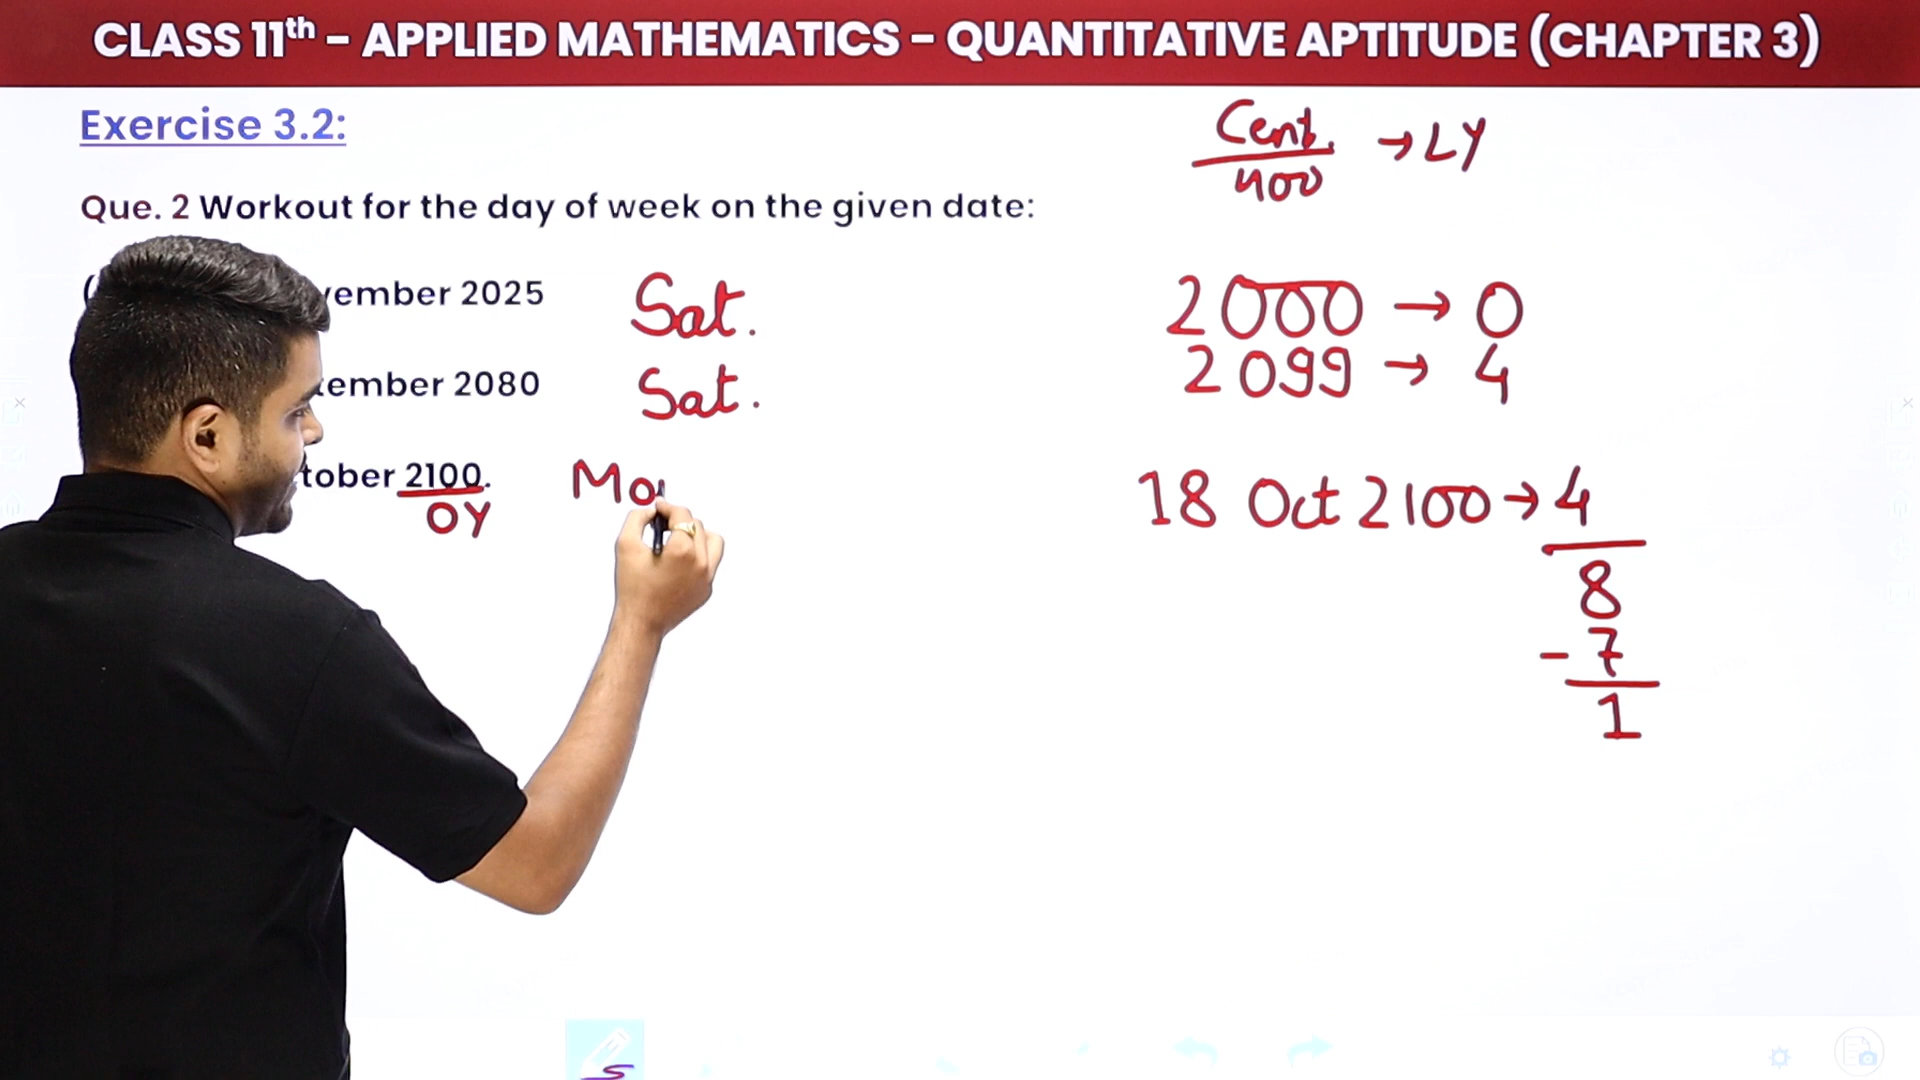 CLASS 11th - APPLIED MATHEMATICS - QUANTITATIVE APTITUDE (CHAPTER 3)
Exercise 3.2:
Que. 2 Workout for the day of week on the given date:
vember 2025 Sat.
tember 2080 Sat.
tober 2100. Mo
OY
Cent. → LY
400
2000 → 0
2099 → 4
18 Oct 2100 → 4
8
- 7
1